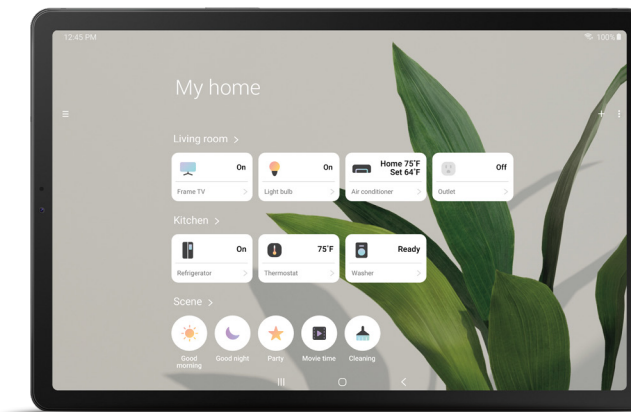 12:45 PM
100%
My home
Living room >
On
Frame TV >
On
Light bulb >
Home 75°F
Set 64°F
Air conditioner >
Off
Outlet >
Kitchen >
On
Refrigerator >
75°F
Thermostat >
Ready
Washer >
Scene >
Good
morning
Good night
Party
Movie time
Cleaning